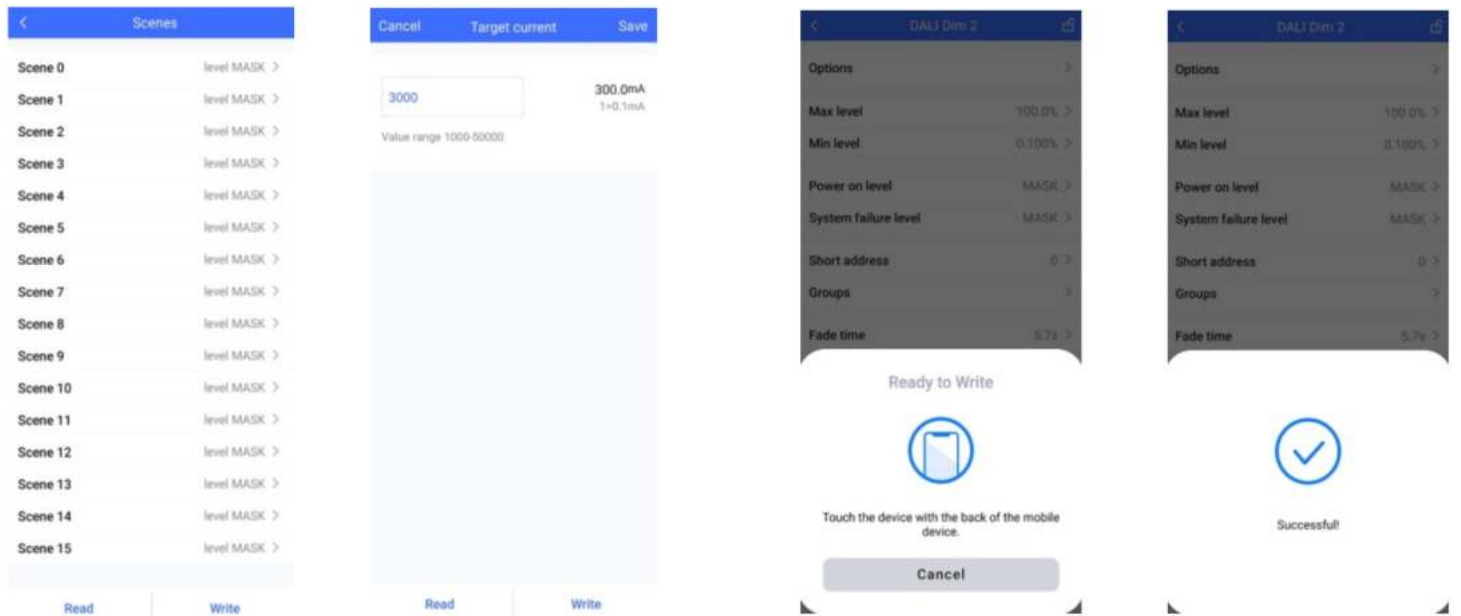 Scenes
Scene 0 level MASK >
Scene 1 level MASK >
Scene 2 level MASK >
Scene 3 level MASK >
Scene 4 level MASK >
Scene 5 level MASK >
Scene 6 level MASK >
Scene 7 level MASK >
Scene 8 level MASK >
Scene 9 level MASK >
Scene 10 level MASK >
Scene 11 level MASK >
Scene 12 level MASK >
Scene 13 level MASK >
Scene 14 level MASK >
Scene 15 level MASK >
Read Write
Cancel Target current Save
3000 300.0mA
1=0.1mA
Value range 1000-50000
Read Write
DALI Dim 2
Options >
Max level 100.0% >
Min level 0.100% >
Power on level MASK >
System failure level MASK >
Short address 0 >
Groups >
Fade time 5.7s >
Ready to Write
Touch the device with the back of the mobile
device.
Cancel
DALI Dim 2
Options >
Max level 100.0% >
Min level 0.100% >
Power on level MASK >
System failure level MASK >
Short address 0 >
Groups >
Fade time 5.7s >
Successful!